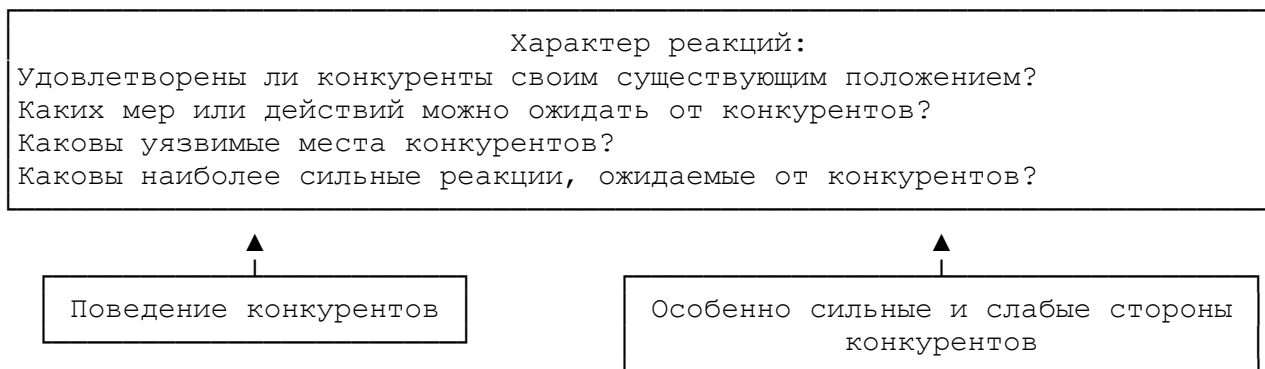 Характер реакций:
Удовлетворены ли конкуренты своим существующим положением?
Каких мер или действий можно ожидать от конкурентов?
Каковы уязвимые места конкурентов?
Каковы наиболее сильные реакции, ожидаемые от конкурентов?
Поведение конкурентов
Особенно сильные и слабые стороны
конкурентов